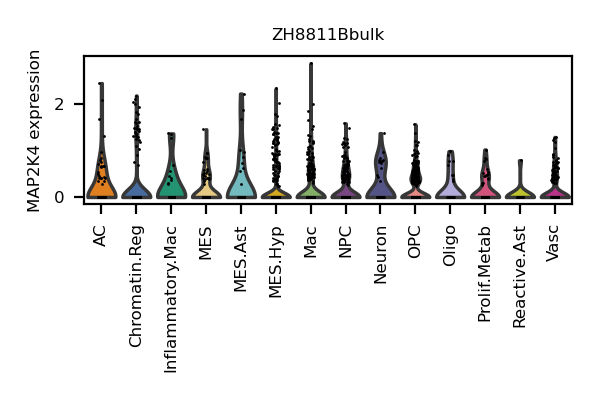 ZH8811Bbulk
MAP2K4 expression
2
0
AC
Chromatin.Reg
Inflammatory.Mac
MES
MES.Ast
MES.Hyp
Mac
NPC
Neuron
OPC
Oligo
Prolif.Metab
Reactive.Ast
Vasc